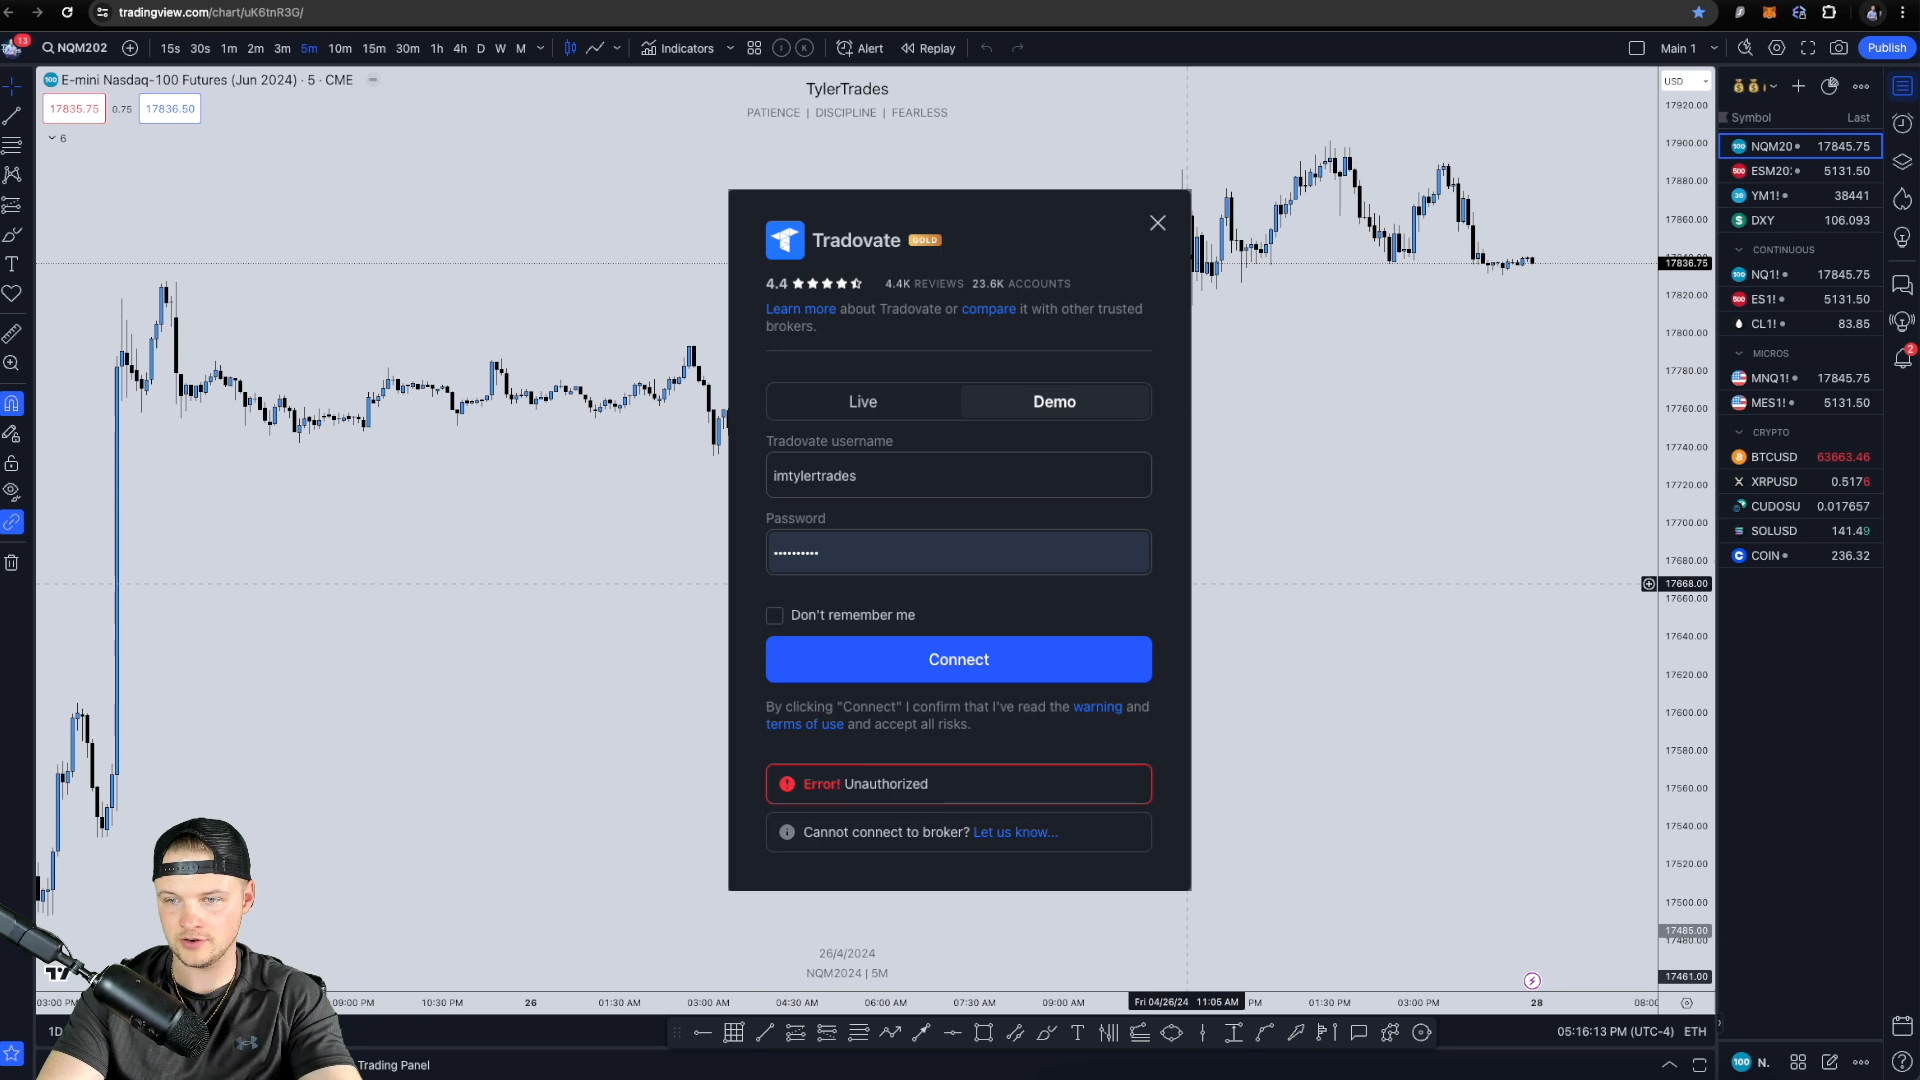 tradingview.com/chart/uK6tnR3G/
13
NQM202
15s 30s 1m 2m 3m 5m 10m 15m 30m 1h 4h D W M
Indicators
I K
Alert
Replay
Main 1
Publish
E-mini Nasdaq-100 Futures (Jun 2024) · 5 · CME
17835.75 0.75 17836.50
6
TylerTrades
PATIENCE | DISCIPLINE | FEARLESS
Tradovate GOLD
4.4
4.4K REVIEWS 23.6K ACCOUNTS
Learn more about Tradovate or compare it with other trusted
brokers.
Live Demo
Tradovate username
imtylertrades
Password
Don't remember me
Connect
By clicking "Connect" I confirm that I've read the warning and
terms of use and accept all risks.
Error! Unauthorized
Cannot connect to broker? Let us know...
26/4/2024
NQM2024 | 5M
USD
17920.00
17900.00
17880.00
17860.00
17836.75
17820.00
17800.00
17780.00
17760.00
17740.00
17720.00
17700.00
17680.00
17668.00
17660.00
17640.00
17620.00
17600.00
17580.00
17560.00
17540.00
17520.00
17500.00
17485.00
17480.00
17461.00
Symbol Last
NQM20 17845.75
ESM20 5131.50
YM1! 38441
DXY 106.093
CONTINUOUS
NQ1! 17845.75
ES1! 5131.50
CL1! 83.85
MICROS
MNQ1! 17845.75
MES1! 5131.50
CRYPTO
BTCUSD 63663.46
XRPUSD 0.5176
CUDOSU 0.017657
SOLUSD 141.49
COIN 236.32
2
03:00 PM 09:00 PM 10:30 PM 26 01:30 AM 03:00 AM 04:30 AM 06:00 AM 07:30 AM 09:00 AM Fri 04/26/24 11:05 AM PM 01:30 PM 03:00 PM 28 08:00
1D
05:16:13 PM (UTC-4) ETH
Trading Panel
100 N.